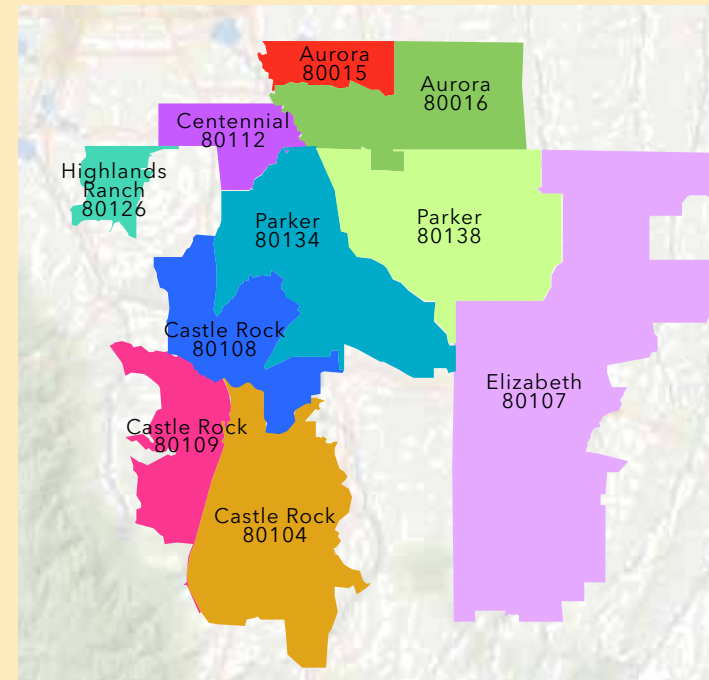 Aurora
80015
Aurora
80016
Centennial
80112
Highlands
Ranch
80126
Parker
80134
Parker
80138
Castle Rock
80108
Elizabeth
80107
Castle Rock
80109
Castle Rock
80104